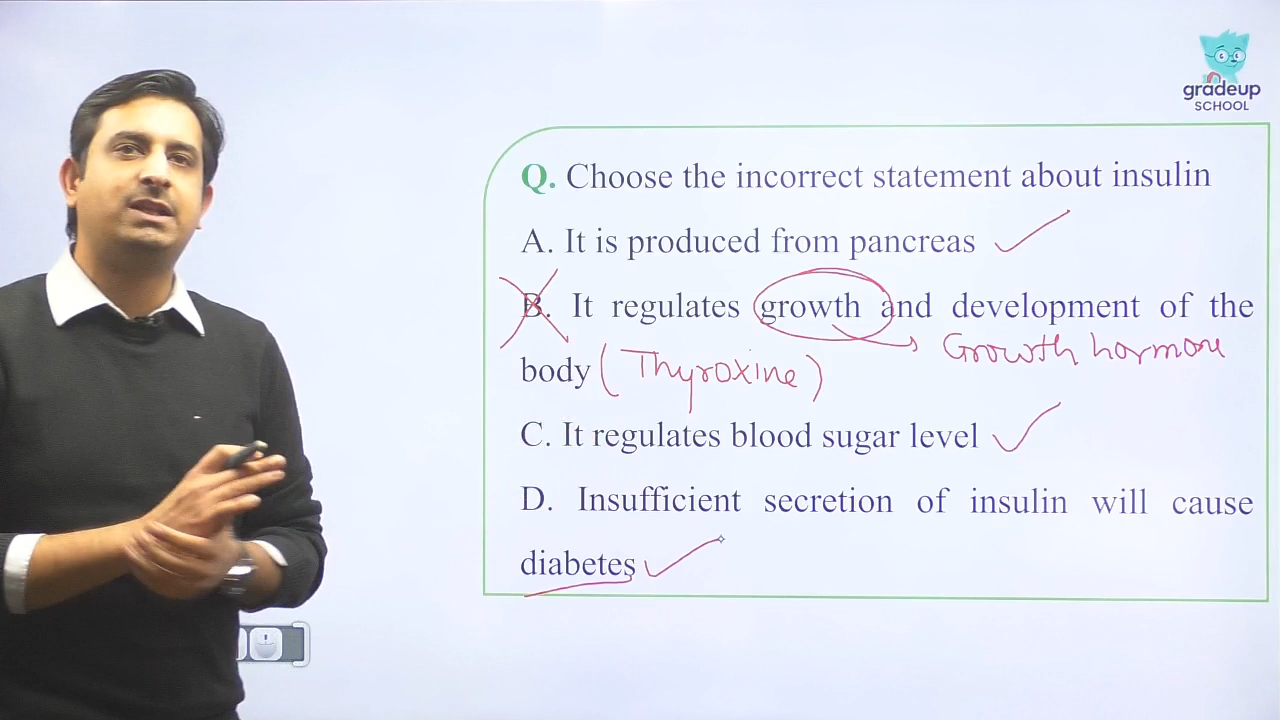 gradeup
SCHOOL
Q. Choose the incorrect statement about insulin
A. It is produced from pancreas
B. It regulates growth and development of the
Growth hormone
body (Thyroxine)
C. It regulates blood sugar level
D. Insufficient secretion of insulin will cause
diabetes